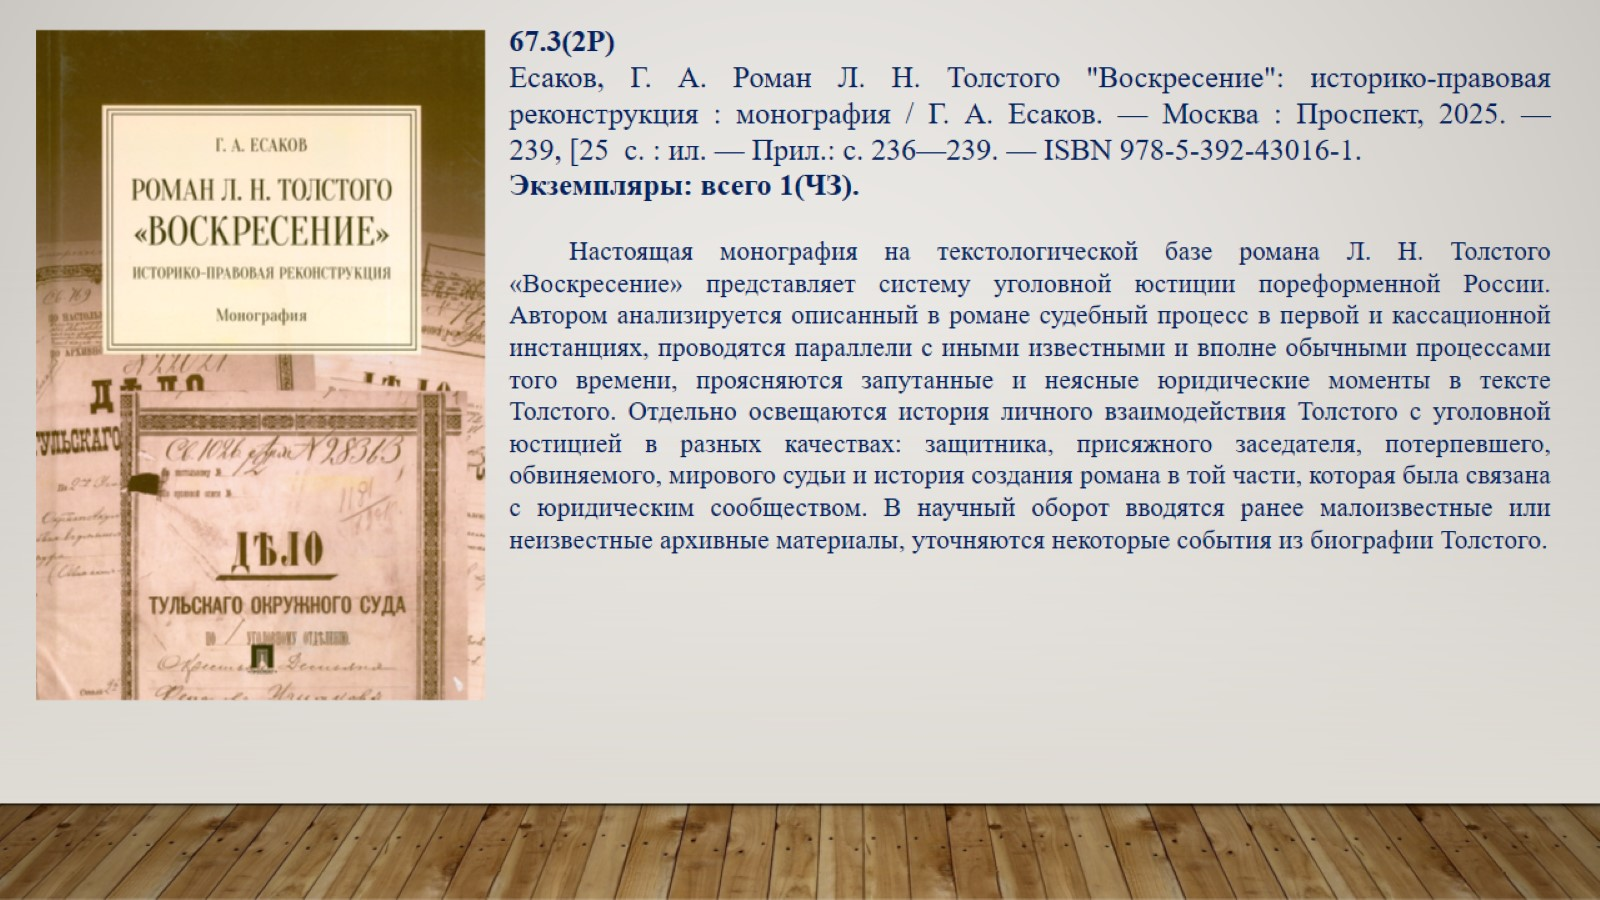 Г. А. ЕСАКОВ
РОМАН Л. Н. ТОЛСТОГО
«ВОСКРЕСЕНИЕ»
ИСТОРИКО-ПРАВОВАЯ РЕКОНСТРУКЦИЯ
Монография
ДѢЛО
ТУЛЬСКАГО ОКРУЖНОГО СУДА
67.3(2Р)
Есаков, Г. А. Роман Л. Н. Толстого "Воскресение": историко-правовая
реконструкция : монография / Г. А. Есаков. — Москва : Проспект, 2025. —
239, [25 с. : ил. — Прил.: с. 236—239. — ISBN 978-5-392-43016-1.
Экземпляры: всего 1(ЧЗ).
Настоящая монография на текстологической базе романа Л. Н. Толстого
«Воскресение» представляет систему уголовной юстиции пореформенной России.
Автором анализируется описанный в романе судебный процесс в первой и кассационной
инстанциях, проводятся параллели с иными известными и вполне обычными процессами
того времени, проясняются запутанные и неясные юридические моменты в тексте
Толстого. Отдельно освещаются история личного взаимодействия Толстого с уголовной
юстицией в разных качествах: защитника, присяжного заседателя, потерпевшего,
обвиняемого, мирового судьи и история создания романа в той части, которая была связана
с юридическим сообществом. В научный оборот вводятся ранее малоизвестные или
неизвестные архивные материалы, уточняются некоторые события из биографии Толстого.